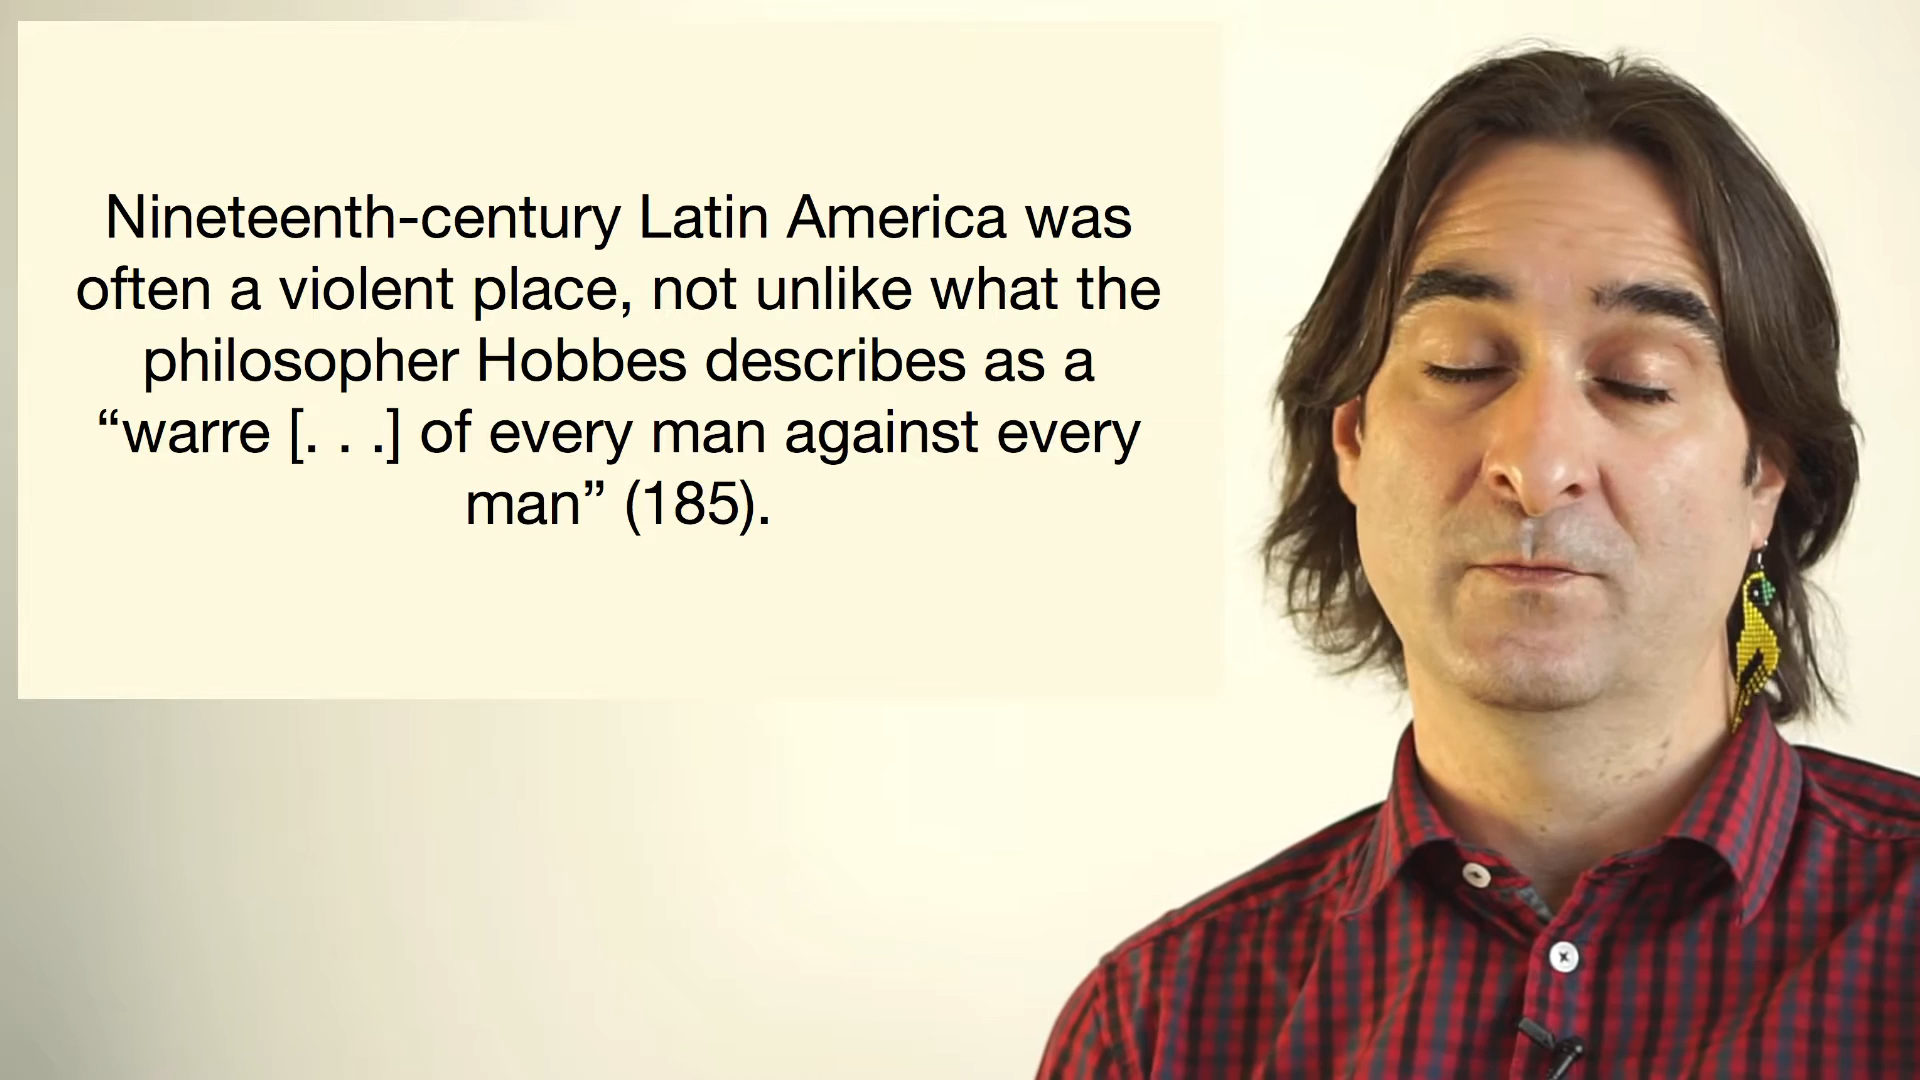 Nineteenth-century Latin America was
often a violent place, not unlike what the
philosopher Hobbes describes as a
“warre [. . .] of every man against every
man” (185).